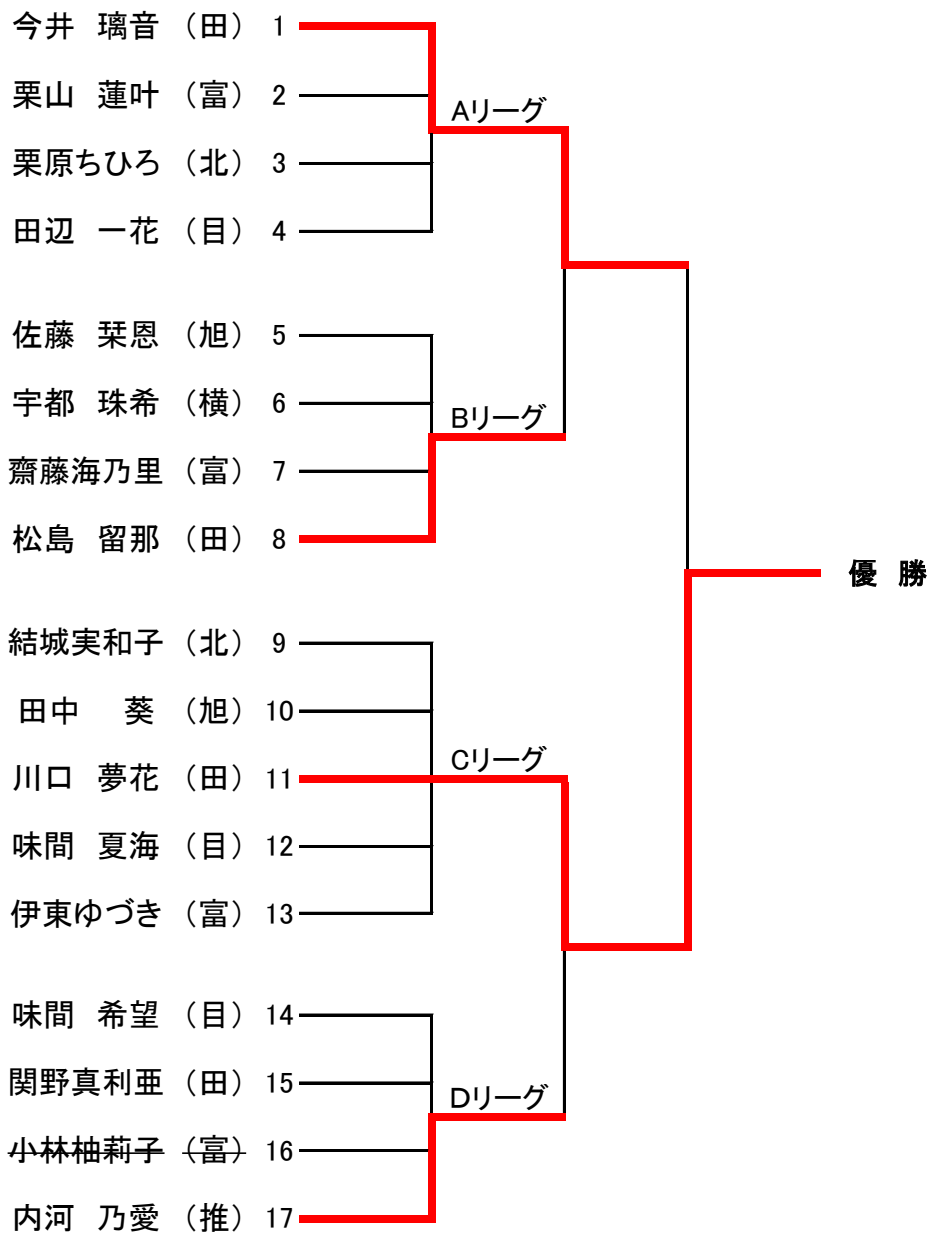 今井 璃音 （田） 1
栗山 蓮叶 （富） 2
Aリーグ
栗原ちひろ （北） 3
田辺 一花 （目） 4
佐藤 栞恩 （旭） 5
宇都 珠希 （横） 6
Bリーグ
齋藤海乃里 （富） 7
松島 留那 （田） 8
優 勝
結城実和子 （北） 9
田中 葵 （旭） 10
Cリーグ
川口 夢花 （田） 11
味間 夏海 （目） 12
伊東ゆづき （富） 13
味間 希望 （目） 14
関野真利亜 （田） 15
Dリーグ
小林柚莉子 （富） 16
内河 乃愛 （推） 17